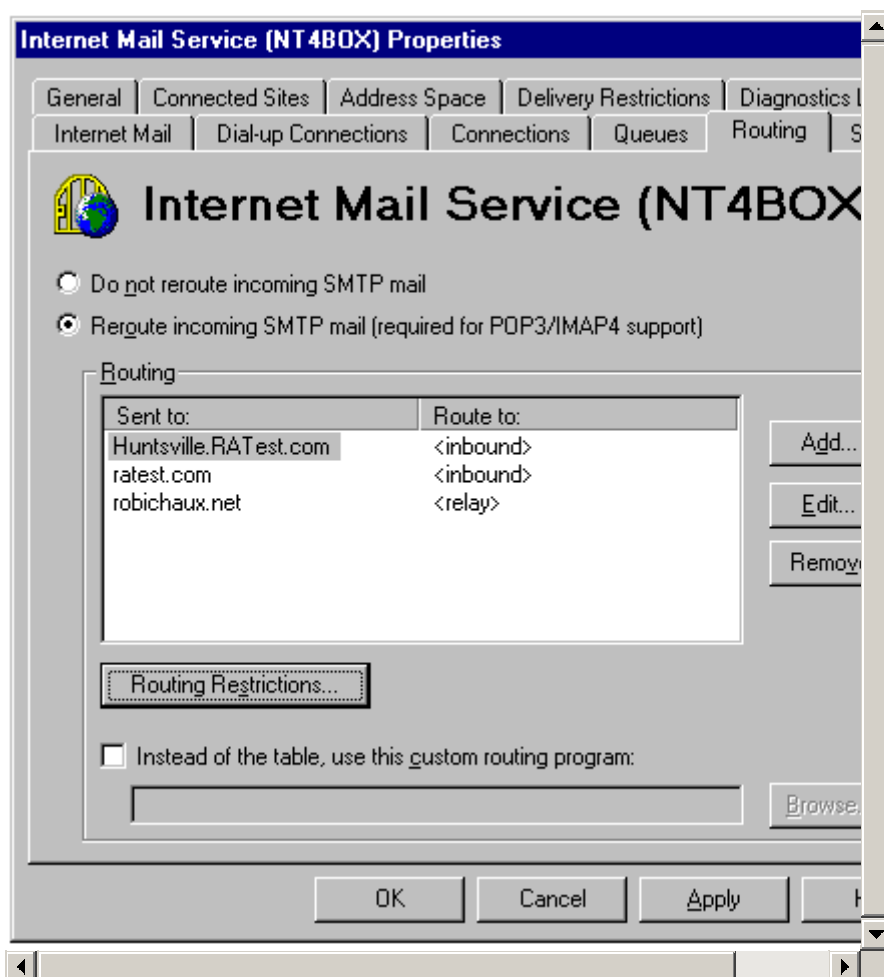 Internet Mail Service (NT4BOX) Properties
General Connected Sites Address Space Delivery Restrictions Diagnostics L
Internet Mail Dial-up Connections Connections Queues Routing S
Internet Mail Service (NT4BOX
Do not reroute incoming SMTP mail
Reroute incoming SMTP mail (required for POP3/IMAP4 support)
Routing
Sent to: Route to:
Huntsville.RATest.com <inbound>
ratest.com <inbound>
robichaux.net <relay>
Add...
Edit...
Remove
Routing Restrictions...
Instead of the table, use this custom routing program:
Browse.
OK Cancel Apply H